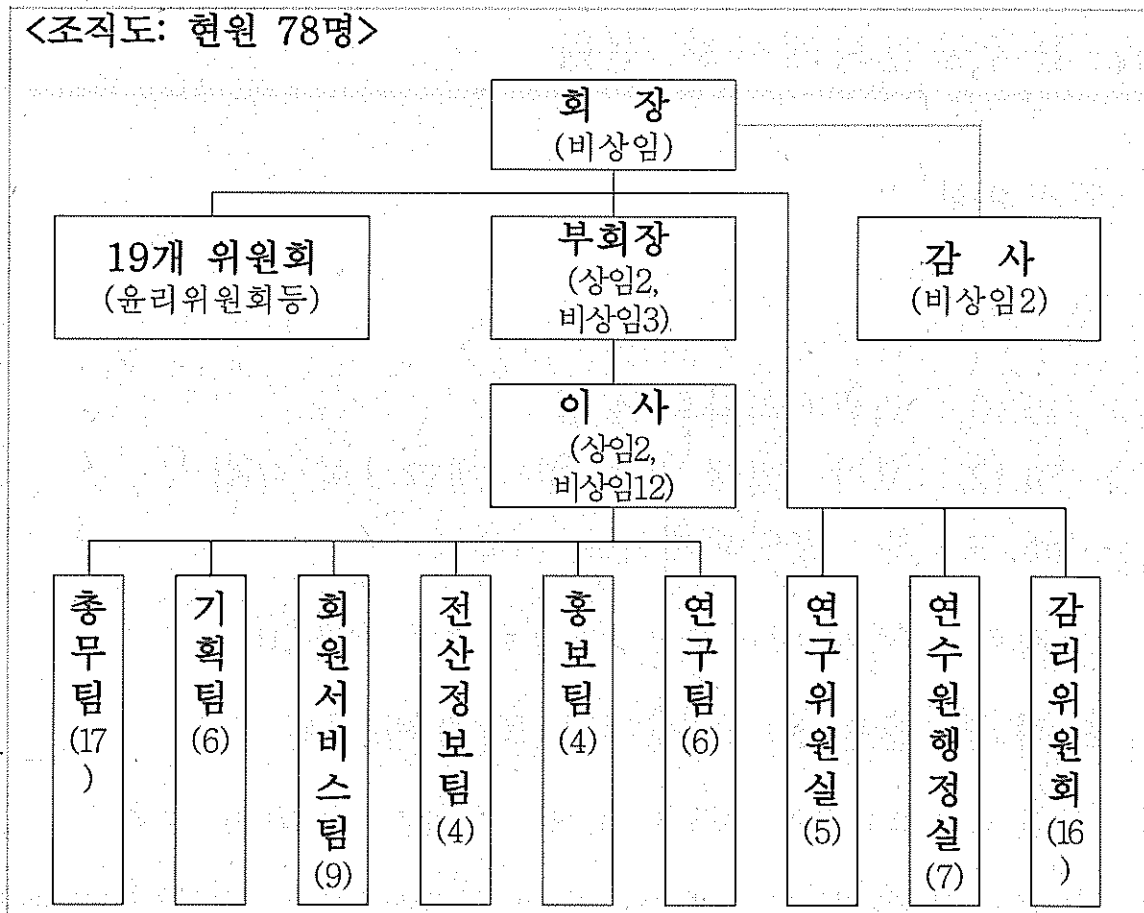 <조직도: 현원 78명>
회 장
(비상임)
19개 위원회
(윤리위원회등)
부회장
(상임2,
비상임3)
감 사
(비상임2)
이 사
(상임2,
비상임12)
총무팀(17)
기획팀(6)
회원서비스팀(9)
전산정보팀(4)
홍보팀(4)
연구팀(6)
연구위원실(5)
연수원행정실(7)
감리위원회(16)